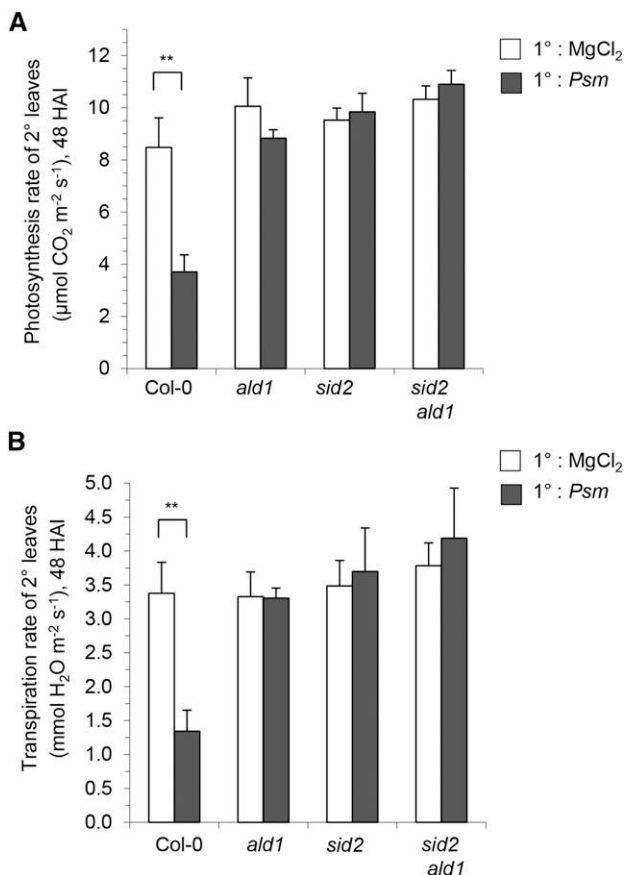 A
1° : MgCl₂
1° : Psm
Photosynthesis rate of 2° leaves
(µmol CO₂ m⁻² s⁻¹), 48 HAI
12
10
8
6
4
2
0
**
Col-0 ald1 sid2 sid2
ald1
B
1° : MgCl₂
1° : Psm
Transpiration rate of 2° leaves
(mmol H₂O m⁻² s⁻¹), 48 HAI
5.0
4.5
4.0
3.5
3.0
2.5
2.0
1.5
1.0
0.5
0.0
**
Col-0 ald1 sid2 sid2
ald1